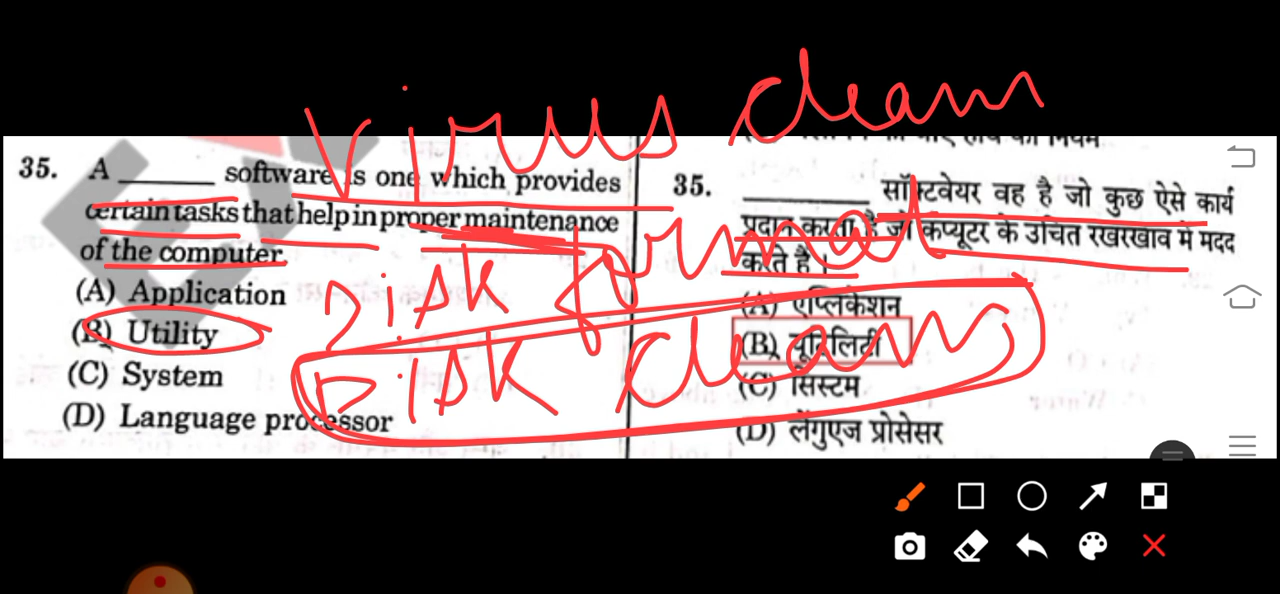 virus clean
35. A ______ software is one which provides
certain tasks that help in proper maintenance
of the computer.
(A) Application
(B) Utility
(C) System
(D) Language processor
Disk format
Disk clean
35. ______ सॉफ्टवेयर वह है जो कुछ ऐसे कार्य
प्रदान करता है जो कंप्यूटर के उचित रखरखाव में मदद
करते हैं ।
(A) एप्लिकेशन
(B) यूटिलिटी
(C) सिस्टम
(D) लेंगुएज प्रोसेसर